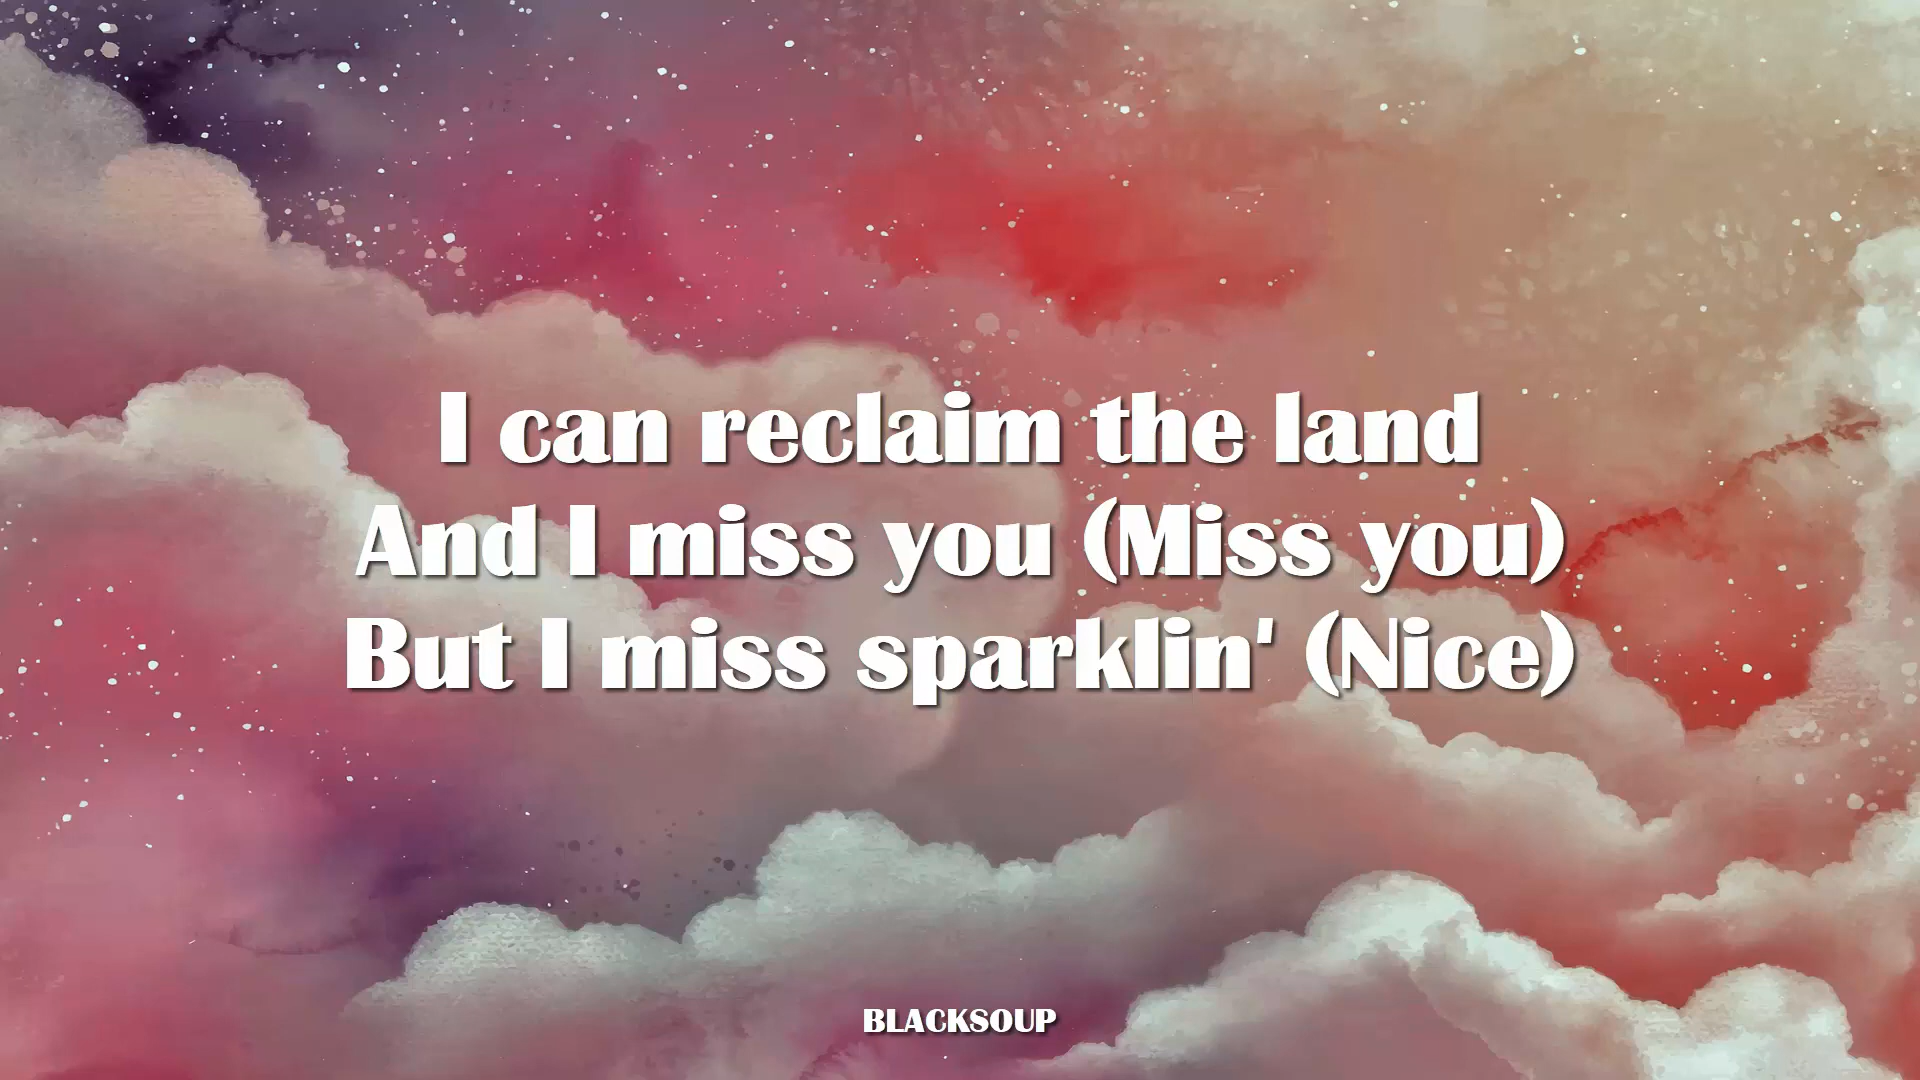 I can reclaim the land
And I miss you (Miss you)
But I miss sparklin' (Nice)
BLACKSOUP